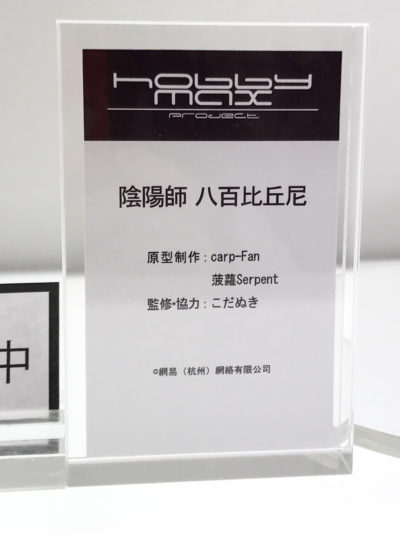 hobby
max
project
陰陽師 八百比丘尼
原型制作：carp-Fan
菠蘿Serpent
監修・協力：こだぬき
©網易（杭州）網絡有限公司
中